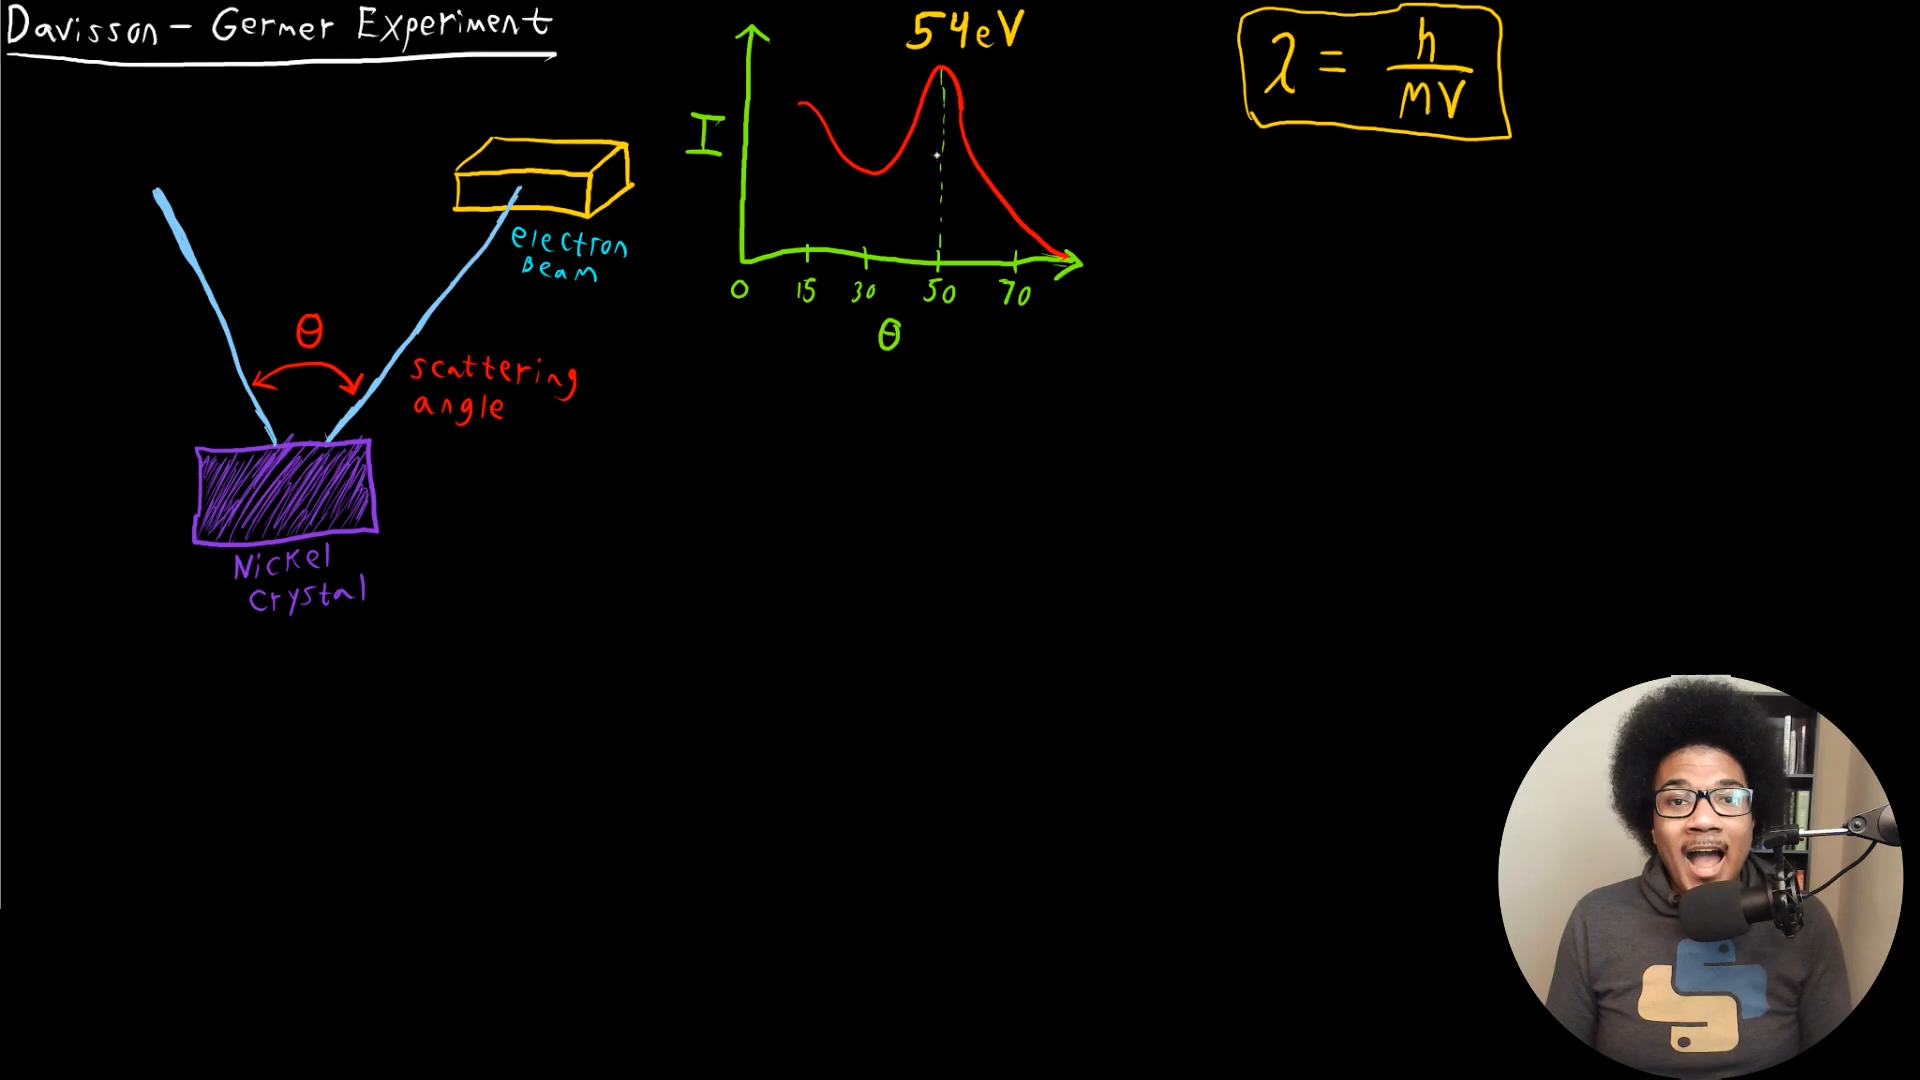 Davisson - Germer Experiment
54eV
λ = h / MV
I
electron
Beam
0 15 30 50 70
θ
θ
scattering
angle
Nickel
crystal